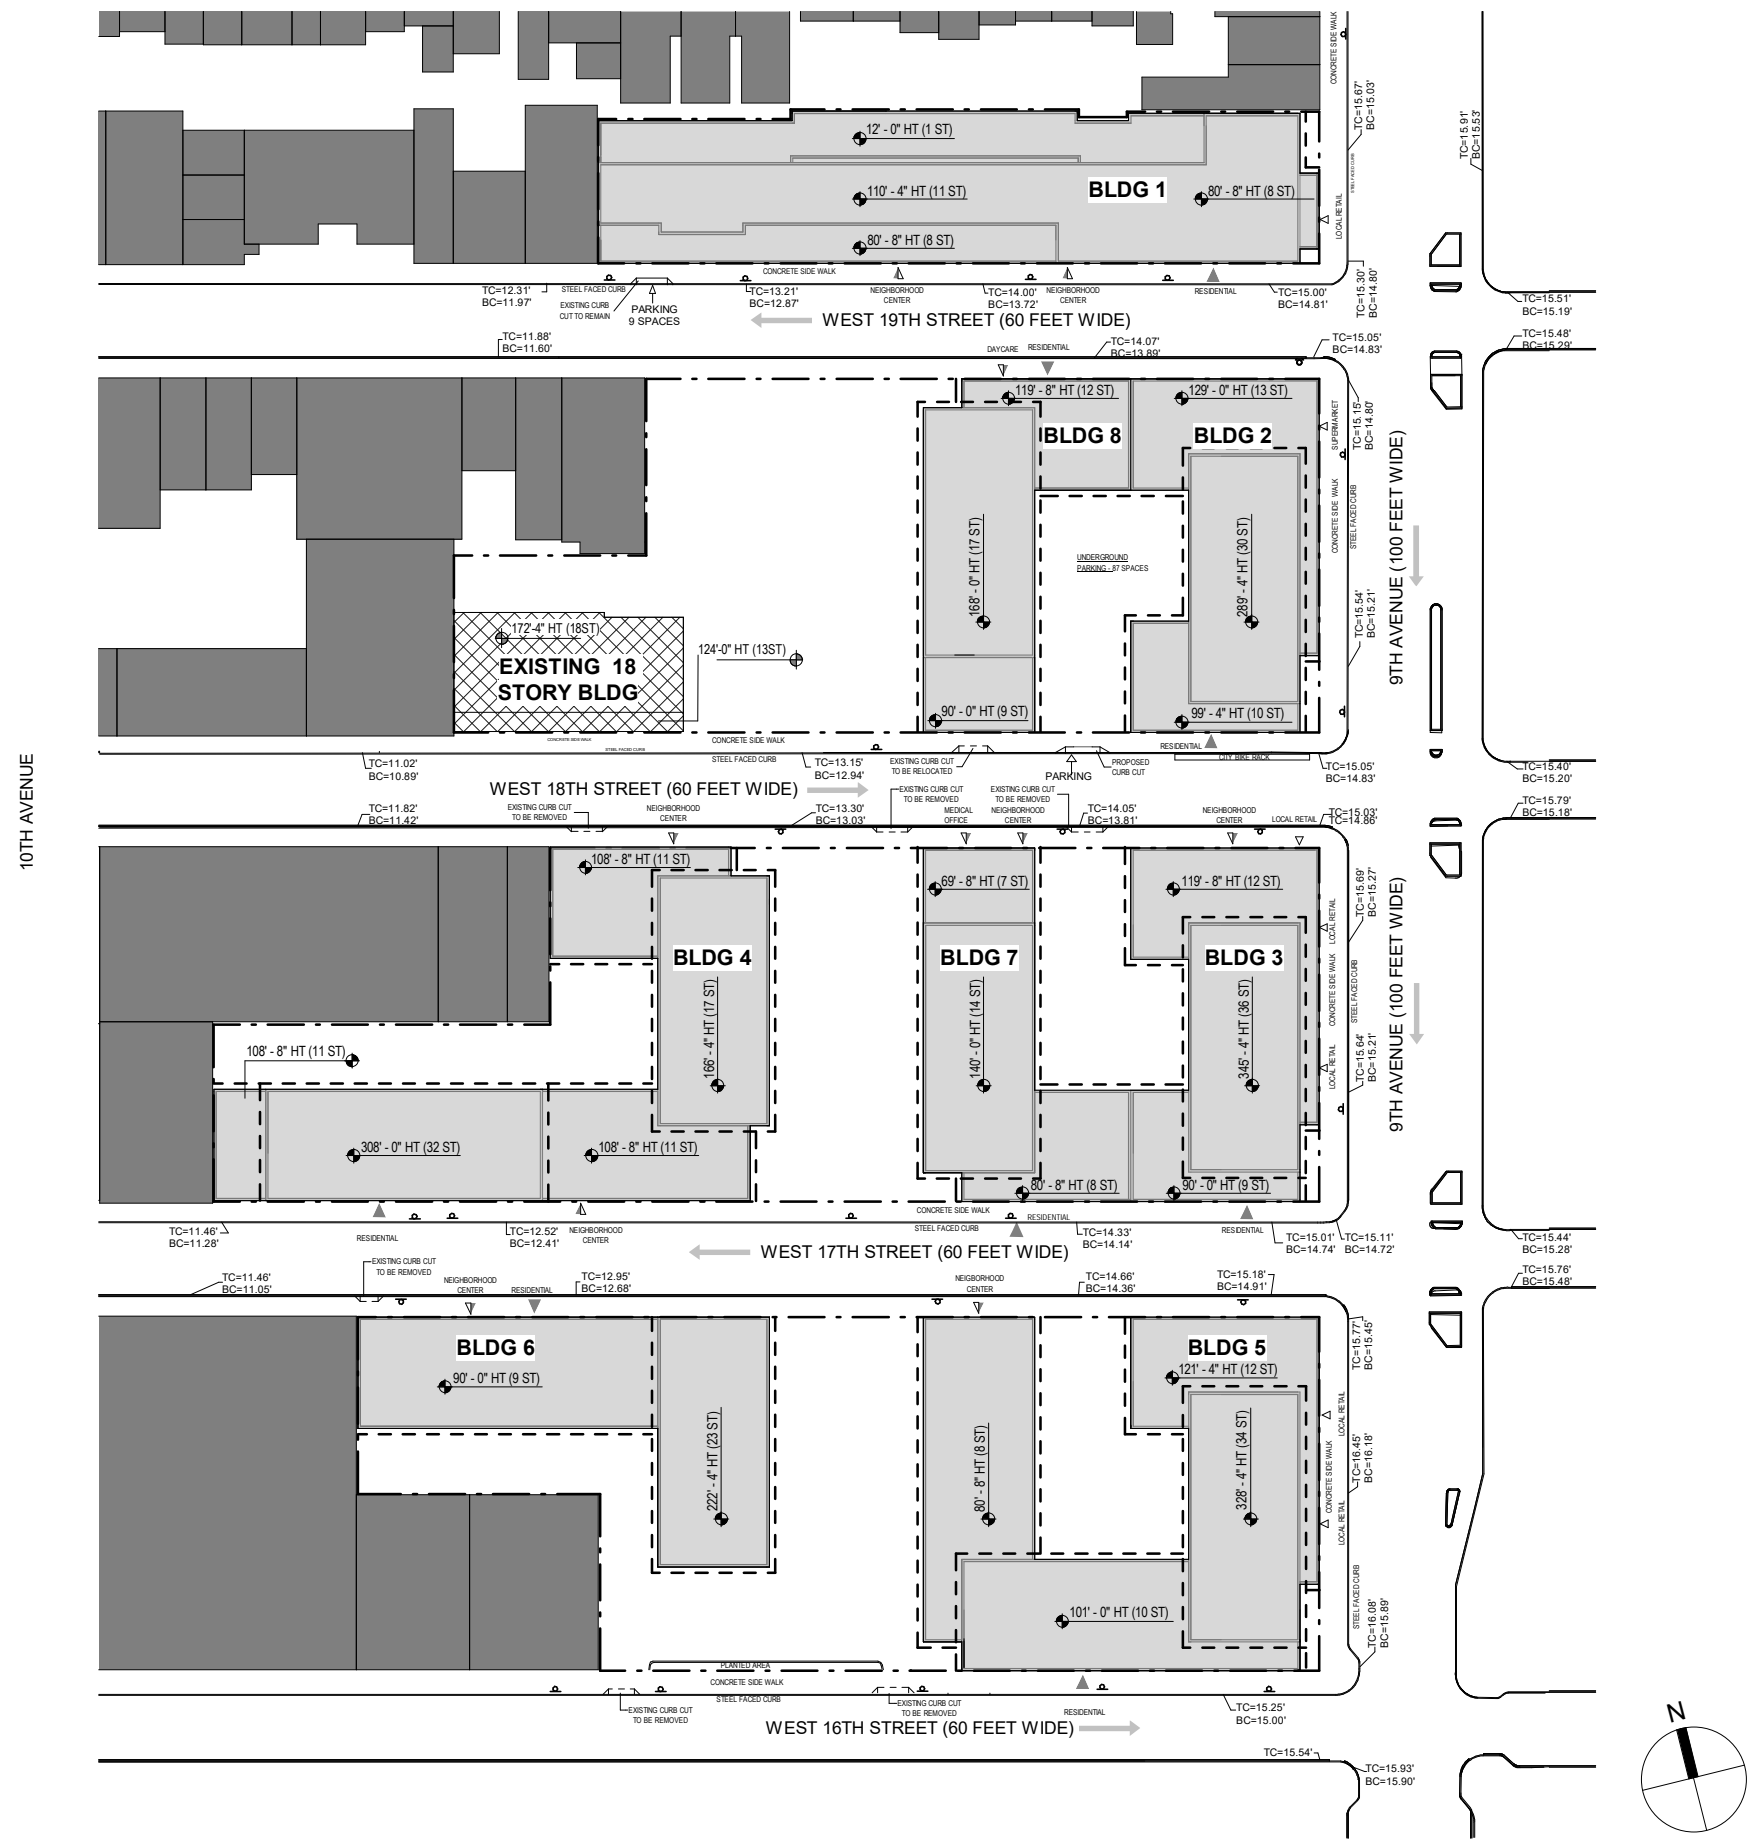 CONCRETE SIDE WALK
TC=15.67'
BC=15.03'
TC=15.91'
BC=15.53'
12' - 0" HT (1 ST)
110' - 4" HT (11 ST)
BLDG 1
80' - 8" HT (8 ST)
80' - 8" HT (8 ST)
STEEL FACED CURB
LOCAL RETAIL
CONCRETE SIDE WALK
TC=12.31'
BC=11.97'
STEEL FACED CURB
EXISTING CURB
CUT TO REMAIN
PARKING
9 SPACES
TC=13.21'
BC=12.87'
NEIGHBORHOOD
CENTER
TC=14.00'
BC=13.72'
NEIGHBORHOOD
CENTER
RESIDENTIAL
TC=15.00'
BC=14.81'
TC=15.30'
BC=14.80'
TC=15.51'
BC=15.19'
WEST 19TH STREET (60 FEET WIDE)
TC=11.88'
BC=11.60'
DAYCARE
RESIDENTIAL
TC=14.07'
BC=13.89'
TC=15.05'
BC=14.83'
TC=15.48'
BC=15.29'
119' - 8" HT (12 ST)
129' - 0" HT (13 ST)
BLDG 8
BLDG 2
SUPERMARKET
TC=15.15'
BC=14.80'
9TH AVENUE (100 FEET WIDE)
CONCRETE SIDE WALK
STEEL FACED CURB
168' - 0" HT (17 ST)
UNDERGROUND
PARKING - 87 SPACES
289' - 4" HT (30 ST)
TC=15.54'
BC=15.21'
172'-4" HT (18ST)
EXISTING 18
STORY BLDG
124'-0" HT (13ST)
90' - 0" HT (9 ST)
99' - 4" HT (10 ST)
CONCRETE SIDE WALK
STEEL FACED CURB
CONCRETE SIDE WALK
STEEL FACED CURB
RESIDENTIAL
CITY BIKE RACK
TC=11.02'
BC=10.89'
TC=13.15'
BC=12.94'
EXISTING CURB CUT
TO BE RELOCATED
PARKING
PROPOSED
CURB CUT
TC=15.05'
BC=14.83'
TC=15.40'
BC=15.20'
10TH AVENUE
WEST 18TH STREET (60 FEET WIDE)
TC=11.82'
BC=11.42'
EXISTING CURB CUT
TO BE REMOVED
NEIGHBORHOOD
CENTER
TC=13.30'
BC=13.03'
EXISTING CURB CUT
TO BE REMOVED
MEDICAL
OFFICE
EXISTING CURB CUT
TO BE REMOVED
NEIGHBORHOOD
CENTER
TC=14.05'
BC=13.81'
NEIGHBORHOOD
CENTER
LOCAL RETAIL
TC=15.03'
TC=14.86'
TC=15.79'
BC=15.18'
108' - 8" HT (11 ST)
69' - 8" HT (7 ST)
119' - 8" HT (12 ST)
TC=15.69'
BC=15.27'
LOCAL RETAIL
BLDG 4
BLDG 7
BLDG 3
9TH AVENUE (100 FEET WIDE)
CONCRETE SIDE WALK
STEEL FACED CURB
166' - 4" HT (17 ST)
140' - 0" HT (14 ST)
345' - 4" HT (36 ST)
108' - 8" HT (11 ST)
LOCAL RETAIL
TC=15.64'
BC=15.21'
308' - 0" HT (32 ST)
108' - 8" HT (11 ST)
80' - 8" HT (8 ST)
90' - 0" HT (9 ST)
CONCRETE SIDE WALK
STEEL FACED CURB
RESIDENTIAL
TC=11.46'
BC=11.28'
RESIDENTIAL
TC=12.52'
BC=12.41'
NEIGHBORHOOD
CENTER
TC=14.33'
BC=14.14'
RESIDENTIAL
TC=15.01'
BC=14.74'
TC=15.11'
BC=14.72'
TC=15.44'
BC=15.28'
WEST 17TH STREET (60 FEET WIDE)
TC=11.46'
BC=11.05'
EXISTING CURB CUT
TO BE REMOVED
NEIGHBORHOOD
CENTER
RESIDENTIAL
TC=12.95'
BC=12.68'
NEIGBORHOOD
CENTER
TC=14.66'
BC=14.36'
TC=15.18'
BC=14.91'
TC=15.76'
BC=15.48'
BLDG 6
BLDG 5
TC=15.77'
BC=15.45'
90' - 0" HT (9 ST)
121' - 4" HT (12 ST)
LOCAL RETAIL
222' - 4" HT (23 ST)
80' - 8" HT (8 ST)
328' - 4" HT (34 ST)
CONCRETE SIDE WALK
TC=16.45'
BC=16.18'
LOCAL RETAIL
STEEL FACED CURB
101' - 0" HT (10 ST)
TC=16.08'
BC=15.89'
PLANTED AREA
CONCRETE SIDE WALK
STEEL FACED CURB
EXISTING CURB CUT
TO BE REMOVED
EXISTING CURB CUT
TO BE REMOVED
RESIDENTIAL
TC=15.25'
BC=15.00'
WEST 16TH STREET (60 FEET WIDE)
TC=15.54'
TC=15.93'
BC=15.90'
N